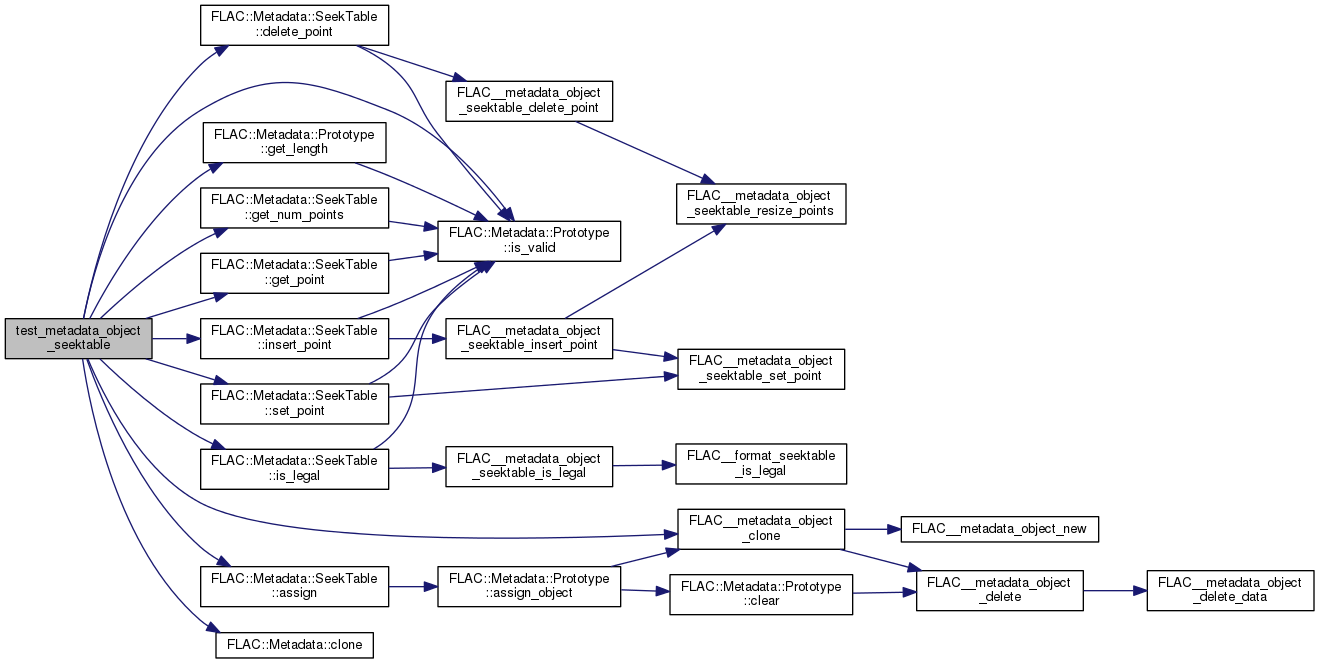 FLAC::Metadata::SeekTable
::delete_point
FLAC__metadata_object
_seektable_delete_point
FLAC::Metadata::Prototype
::get_length
FLAC::Metadata::SeekTable
::get_num_points
FLAC__metadata_object
_seektable_resize_points
FLAC::Metadata::Prototype
::is_valid
FLAC::Metadata::SeekTable
::get_point
test_metadata_object
_seektable
FLAC::Metadata::SeekTable
::insert_point
FLAC__metadata_object
_seektable_insert_point
FLAC__metadata_object
_seektable_set_point
FLAC::Metadata::SeekTable
::set_point
FLAC::Metadata::SeekTable
::is_legal
FLAC__metadata_object
_seektable_is_legal
FLAC__format_seektable
_is_legal
FLAC__metadata_object
_clone
FLAC__metadata_object_new
FLAC::Metadata::SeekTable
::assign
FLAC::Metadata::Prototype
::assign_object
FLAC::Metadata::Prototype
::clear
FLAC__metadata_object
_delete
FLAC__metadata_object
_delete_data
FLAC::Metadata::clone